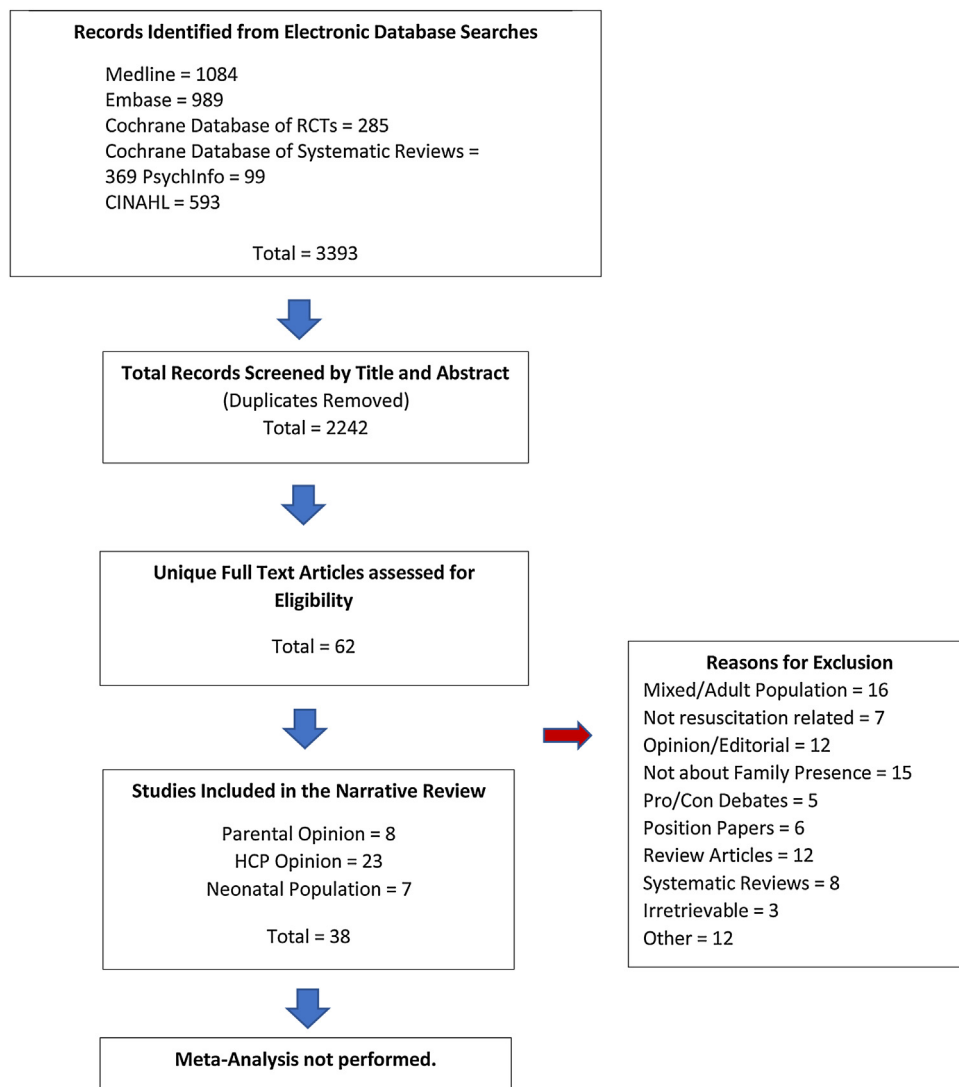 Records Identified from Electronic Database Searches
Medline = 1084
Embase = 989
Cochrane Database of RCTs = 285
Cochrane Database of Systematic Reviews =
369 PsychInfo = 99
CINAHL = 593
Total = 3393
Total Records Screened by Title and Abstract
(Duplicates Removed)
Total = 2242
Unique Full Text Articles assessed for
Eligibility
Total = 62
Reasons for Exclusion
Mixed/Adult Population = 16
Not resuscitation related = 7
Opinion/Editorial = 12
Not about Family Presence = 15
Pro/Con Debates = 5
Position Papers = 6
Review Articles = 12
Systematic Reviews = 8
Irretrievable = 3
Other = 12
Studies Included in the Narrative Review
Parental Opinion = 8
HCP Opinion = 23
Neonatal Population = 7
Total = 38
Meta-Analysis not performed.